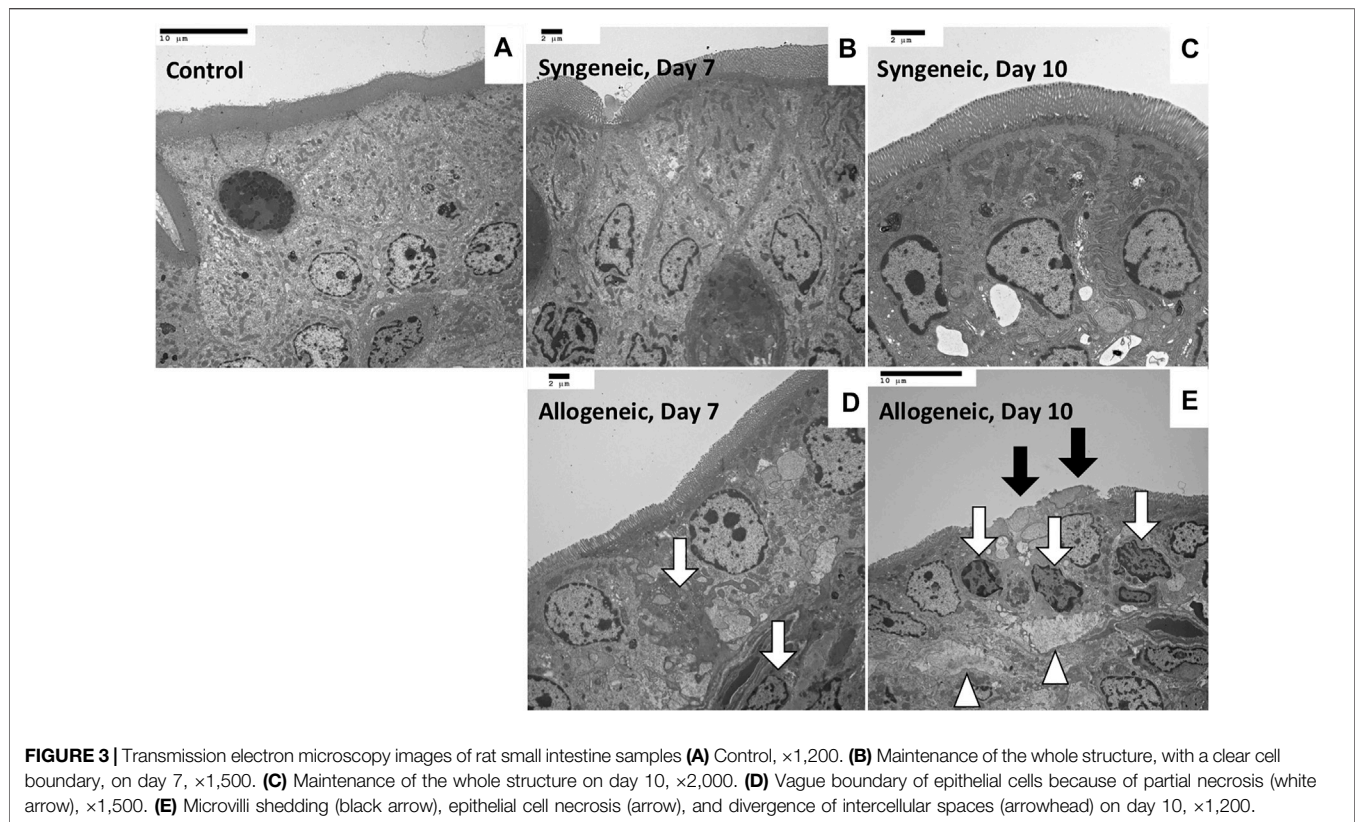 10 μm
Control
A
2 μm
Syngeneic, Day 7
B
2 μm
Syngeneic, Day 10
C
2 μm
Allogeneic, Day 7
D
10 μm
Allogeneic, Day 10
E
FIGURE 3 | Transmission electron microscopy images of rat small intestine samples (A) Control, ×1,200. (B) Maintenance of the whole structure, with a clear cell
boundary, on day 7, ×1,500. (C) Maintenance of the whole structure on day 10, ×2,000. (D) Vague boundary of epithelial cells because of partial necrosis (white
arrow), ×1,500. (E) Microvilli shedding (black arrow), epithelial cell necrosis (arrow), and divergence of intercellular spaces (arrowhead) on day 10, ×1,200.